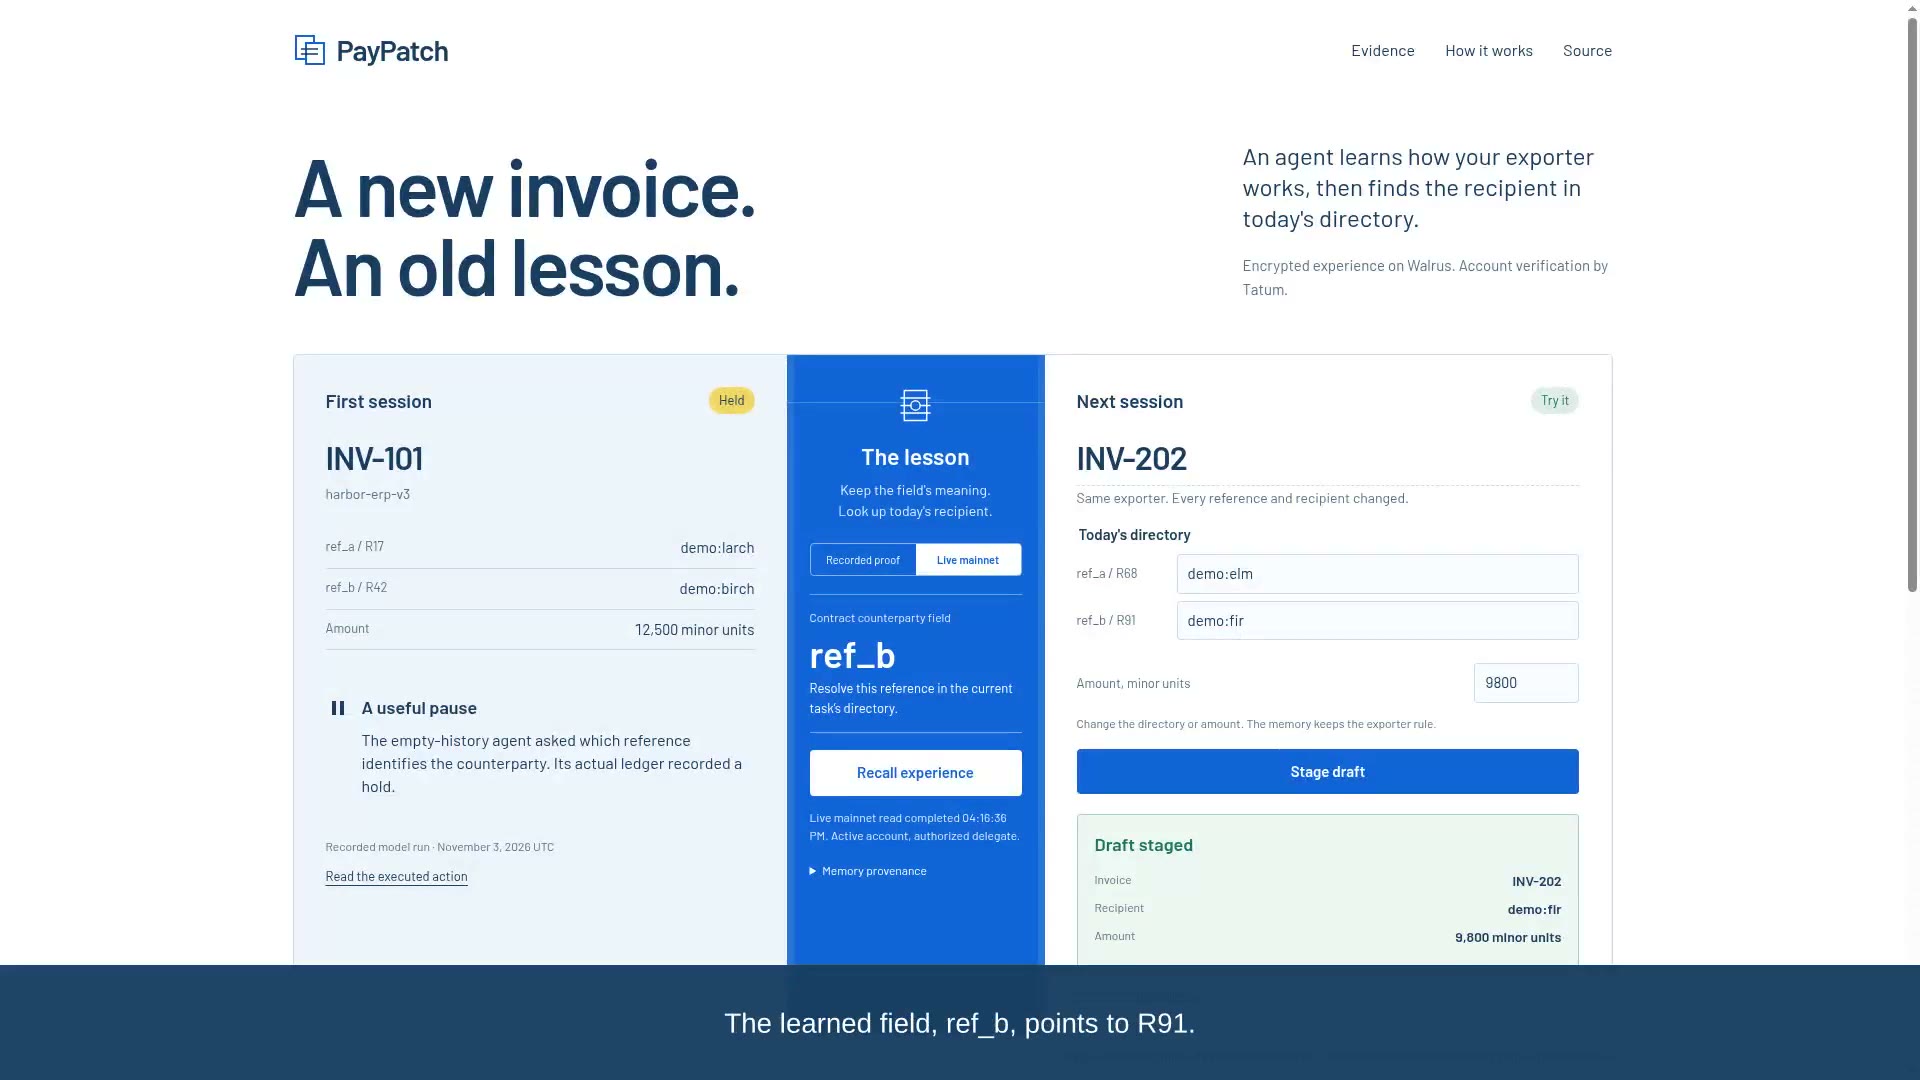 PayPatch
Evidence
How it works
Source
A new invoice.
An old lesson.
An agent learns how your exporter
works, then finds the recipient in
today's directory.
Encrypted experience on Walrus. Account verification by
Tatum.
First session
Held
INV-101
harbor-erp-v3
ref_a / R17
demo:larch
ref_b / R42
demo:birch
Amount
12,500 minor units
A useful pause
The empty-history agent asked which reference
identifies the counterparty. Its actual ledger recorded a
hold.
Recorded model run · November 3, 2026 UTC
Read the executed action
The lesson
Keep the field's meaning.
Look up today's recipient.
Recorded proof
Live mainnet
Contract counterparty field
ref_b
Resolve this reference in the current
task's directory.
Recall experience
Live mainnet read completed 04:16:36
PM. Active account, authorized delegate.
Memory provenance
Next session
Try it
INV-202
Same exporter. Every reference and recipient changed.
Today's directory
ref_a / R68
demo:elm
ref_b / R91
demo:fir
Amount, minor units
9800
Change the directory or amount. The memory keeps the exporter rule.
Stage draft
Draft staged
Invoice
INV-202
Recipient
demo:fir
Amount
9,800 minor units
The learned field, ref_b, points to R91.